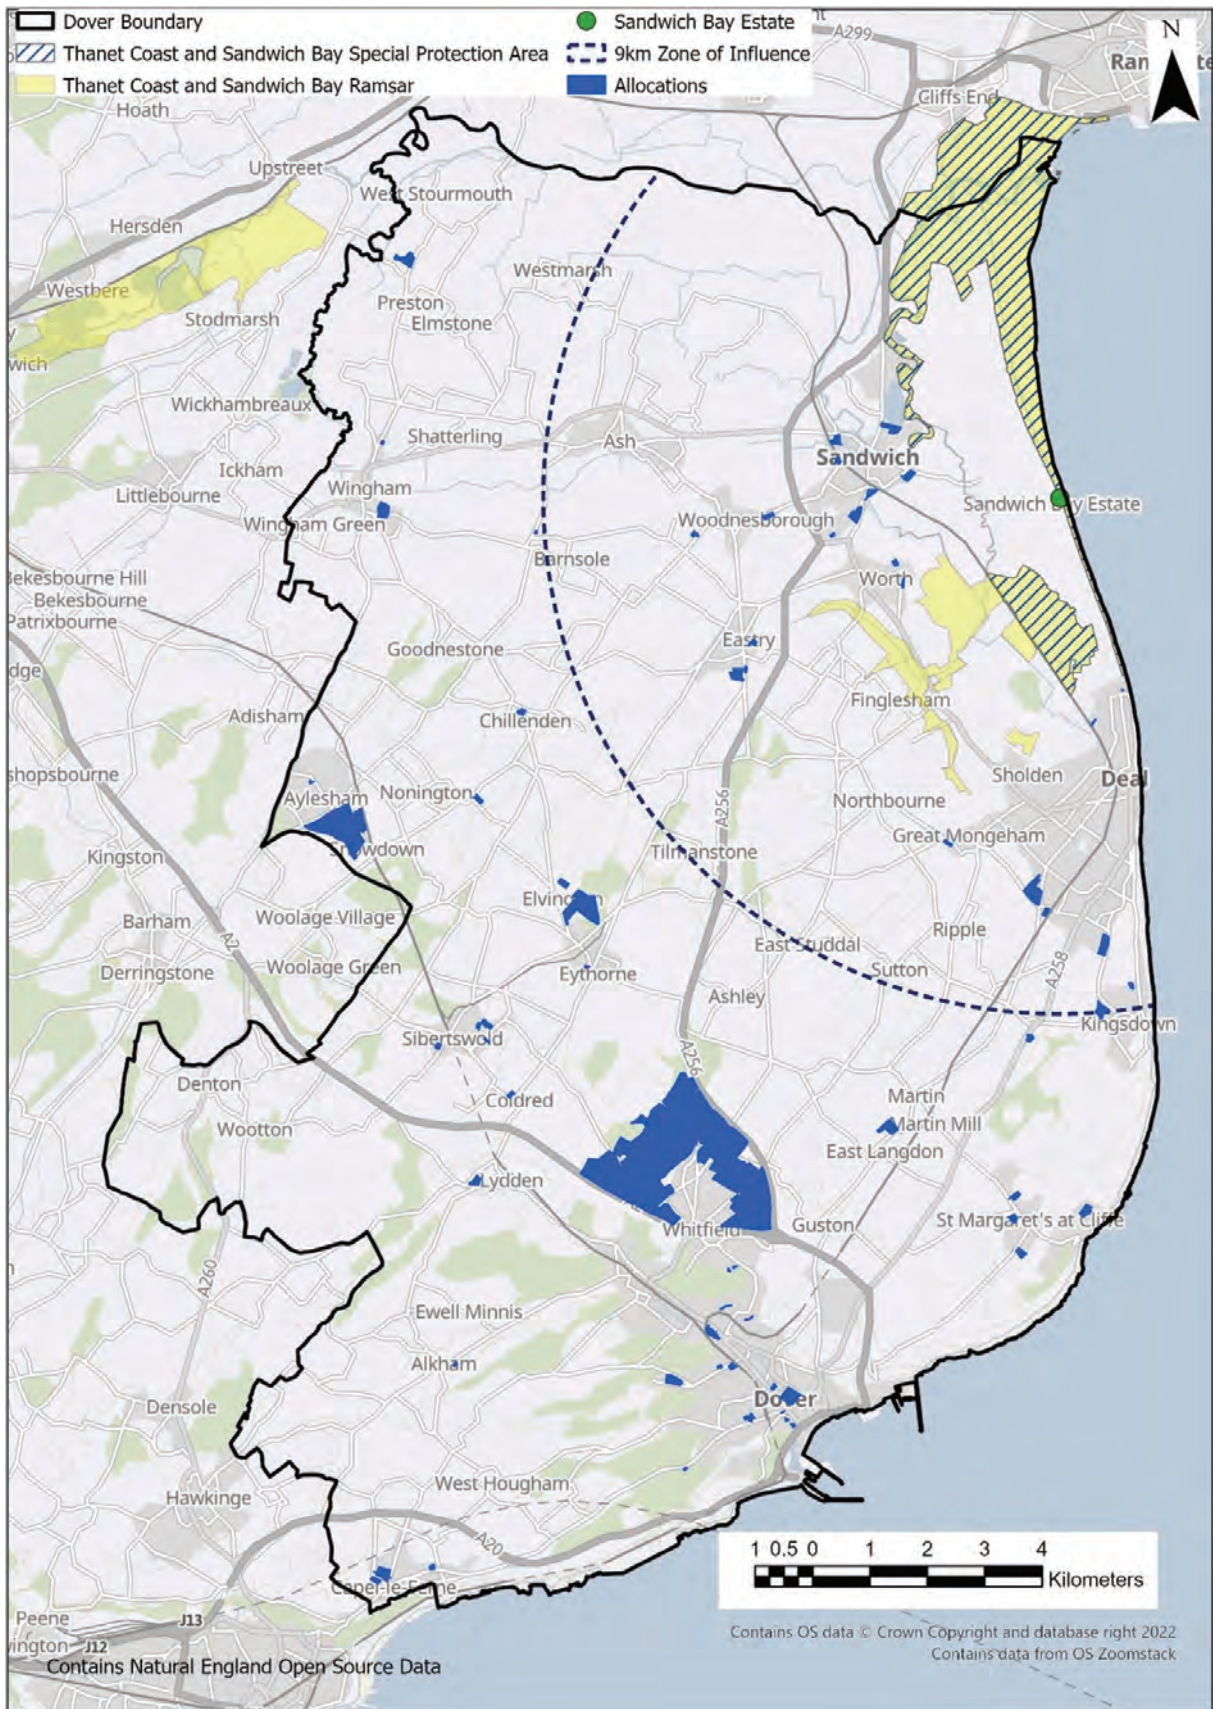 Dover Boundary
Thanet Coast and Sandwich Bay Special Protection Area
Thanet Coast and Sandwich Bay Ramsar
Sandwich Bay Estate
9km Zone of Influence
Allocations
N
A299
Cliffs End
Hoath
Upstreet
West Stourmouth
Hersden
Westmarsh
Westbere
Preston
Stodmarsh
Elmstone
wich
Wickhambreaux
Shatterling
Ash
Sandwich
Ickham
Littlebourne
Wingham
Sandwich Bay Estate
Wingham Green
Woodnesborough
Barnsole
Bekesbourne Hill
Worth
Bekesbourne
Patrixbourne
Eastry
Goodnestone
dge
Finglesham
Adisham
Chillenden
shopsbourne
Sholden
Deal
Aylesham
Nonington
A256
Northbourne
Great Mongeham
Snowdown
Kingston
Tilmanstone
Elvington
Barham
Woolage Village
A2
Ripple
East Studdal
Derringstone
Woolage Green
Eythorne
Sutton
A258
Ashley
Kingsdown
Sibertswold
A256
Denton
Coldred
Martin
Wootton
Martin Mill
East Langdon
Lydden
Whitfield
Guston
St Margaret's at Cliffe
A260
Ewell Minnis
Alkham
Densole
Dover
West Hougham
Hawkinge
A20
Capel-le-Ferne
Peene
J13
J12
1 0.5 0 1 2 3 4
Kilometers
Contains OS data © Crown Copyright and database right 2022
Contains data from OS Zoomstack
Contains Natural England Open Source Data